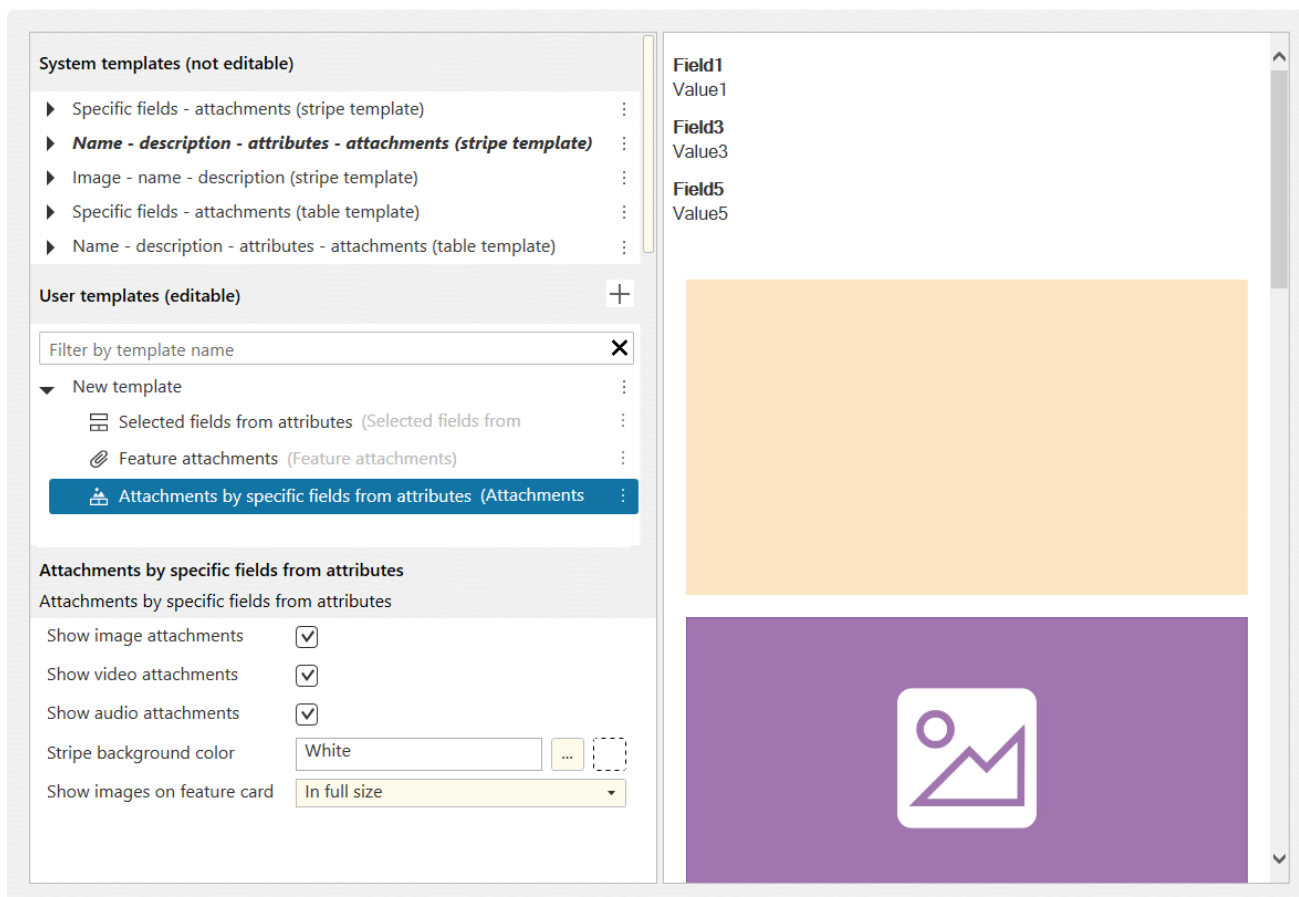 System templates (not editable)
Specific fields - attachments (stripe template)
Name - description - attributes - attachments (stripe template)
Image - name - description (stripe template)
Specific fields - attachments (table template)
Name - description - attributes - attachments (table template)
User templates (editable)
Filter by template name
New template
Selected fields from attributes (Selected fields from
Feature attachments (Feature attachments)
Attachments by specific fields from attributes (Attachments
Attachments by specific fields from attributes
Attachments by specific fields from attributes
Show image attachments
Show video attachments
Show audio attachments
Stripe background color White ...
Show images on feature card In full size
Field1
Value1
Field3
Value3
Field5
Value5